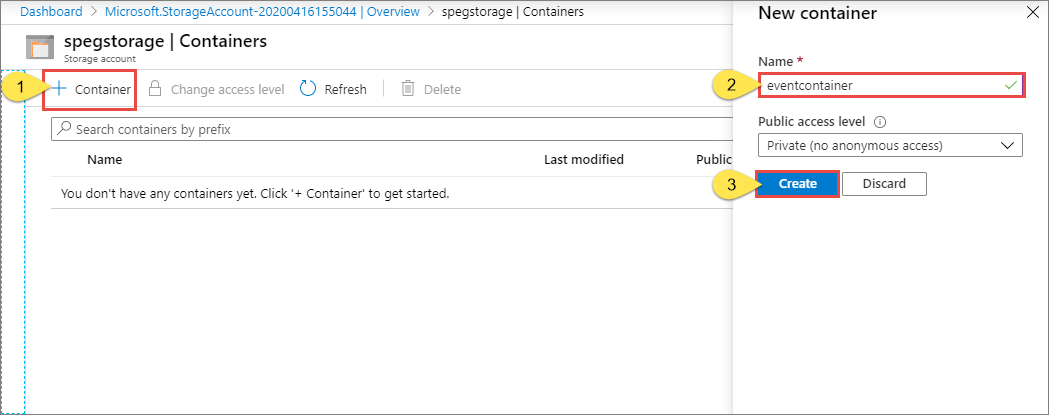 Dashboard > Microsoft.StorageAccount-20200416155044 | Overview > spegstorage | Containers
spegstorage | Containers
Storage account
1
+ Container
Change access level
Refresh
Delete
Search containers by prefix
Name Last modified Public
You don't have any containers yet. Click '+ Container' to get started.
New container
Name *
2
eventcontainer
Public access level
Private (no anonymous access)
3
Create
Discard